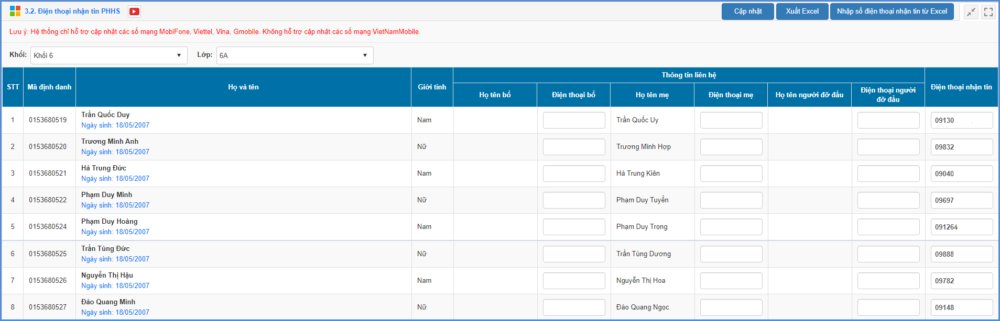 3.2. Điện thoại nhận tin PHHS
Cập nhật
Xuất Excel
Nhập số điện thoại nhận tin từ Excel
Lưu ý: Hệ thống chỉ hỗ trợ cập nhật các số mạng MobiFone, Viettel, Vina, Gmobile. Không hỗ trợ cập nhật các số mạng VietNamMobile.
Khối: Khối 6 Lớp: 6A
STT Mã định danh Họ và tên Giới tính Thông tin liên hệ Điện thoại nhận tin
Họ tên bố Điện thoại bố Họ tên mẹ Điện thoại mẹ Họ tên người đỡ đầu Điện thoại người đỡ đầu
1 0153680519 Trần Quốc Duy Nam Trần Quốc Uy 09130
Ngày sinh: 18/05/2007
2 0153680520 Trương Minh Anh Nữ Trương Minh Hợp 09832
Ngày sinh: 18/05/2007
3 0153680521 Hà Trung Đức Nam Hà Trung Kiên 09040
Ngày sinh: 18/05/2007
4 0153680522 Phạm Duy Minh Nữ Phạm Duy Tuyển 09697
Ngày sinh: 18/05/2007
5 0153680524 Phạm Duy Hoàng Nam Phạm Duy Trọng 091264
Ngày sinh: 18/05/2007
6 0153680525 Trần Tùng Đức Nữ Trần Tùng Dương 09888
Ngày sinh: 18/05/2007
7 0153680526 Nguyễn Thị Hậu Nam Nguyễn Thị Hoa 09782
Ngày sinh: 18/05/2007
8 0153680527 Đào Quang Minh Nữ Đào Quang Ngọc 09148
Ngày sinh: 18/05/2007